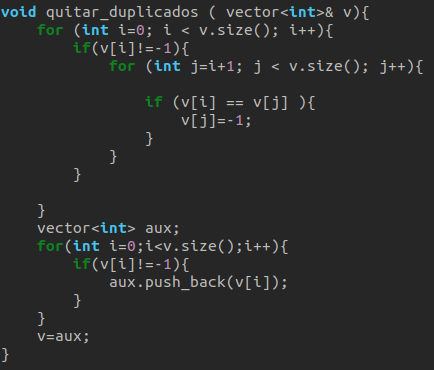 void quitar_duplicados ( vector<int>& v){
    for (int i=0; i < v.size(); i++){
        if(v[i]!=-1){
            for (int j=i+1; j < v.size(); j++){

                if (v[i] == v[j] ){
                    v[j]=-1;
                }
            }
        }

    }
    vector<int> aux;
    for(int i=0;i<v.size();i++){
        if(v[i]!=-1){
            aux.push_back(v[i]);
        }
    }
    v=aux;
}